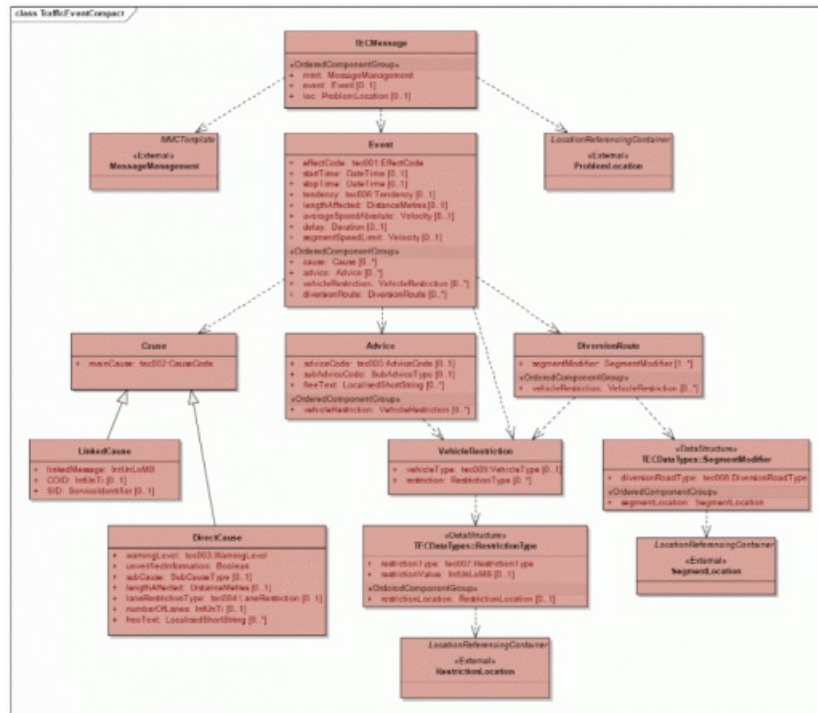 class TrafficEventCompact
TECMessage
«OrderedComponentGroup»
+ mmt: MessageManagement
+ event: Event [0..1]
+ loc: ProblemLocation [0..1]
MMCTemplate
«External»
MessageManagement
Event
+ effectCode: tec001:EffectCode
+ startTime: DateTime [0..1]
+ stopTime: DateTime [0..1]
+ tendency: tec006:Tendency [0..1]
+ lengthAffected: DistanceMetres [0..1]
+ averageSpeedAbsolute: Velocity [0..1]
+ delay: Duration [0..1]
+ segmentSpeedLimit: Velocity [0..1]
«OrderedComponentGroup»
+ cause: Cause [0..*]
+ advice: Advice [0..*]
+ vehicleRestriction: VehicleRestriction [0..*]
+ diversionRoute: DiversionRoute [0..*]
LocationReferencingContainer
«External»
ProblemLocation
Cause
+ mainCause: tec002:CauseCode
Advice
+ adviceCode: tec005:AdviceCode [0..1]
+ subAdviceCode: SubAdviceType [0..1]
+ freeText: LocalisedShortString [0..*]
«OrderedComponentGroup»
+ vehicleRestriction: VehicleRestriction [0..*]
DiversionRoute
+ segmentModifier: SegmentModifier [1..*]
«OrderedComponentGroup»
+ vehicleRestriction: VehicleRestriction [0..*]
LinkedCause
+ linkedMessage: IntUnLoMB
+ COID: IntUnTi [0..1]
+ SID: ServiceIdentifier [0..1]
VehicleRestriction
+ vehicleType: tec009:VehicleType [0..1]
+ restriction: RestrictionType [0..*]
«DataStructure»
TECDataTypes::SegmentModifier
+ diversionRoadType: tec008:DiversionRoadType
«OrderedComponentGroup»
+ segmentLocation: SegmentLocation
DirectCause
+ warningLevel: tec003:WarningLevel
+ unverifiedInformation: Boolean
+ subCause: SubCauseType [0..1]
+ lengthAffected: DistanceMetres [0..1]
+ laneRestrictionType: tec004:LaneRestriction [0..1]
+ numberOfLanes: IntUnTi [0..1]
+ freeText: LocalisedShortString [0..*]
«DataStructure»
TECDataTypes::RestrictionType
+ restrictionType: tec007:RestrictionType
+ restrictionValue: IntUnLoMB [0..1]
«OrderedComponentGroup»
+ restrictionLocation: RestrictionLocation [0..1]
LocationReferencingContainer
«External»
SegmentLocation
LocationReferencingContainer
«External»
RestrictionLocation